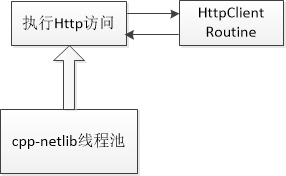 执行Http访问
HttpClient
Routine
cpp-netlib线程池